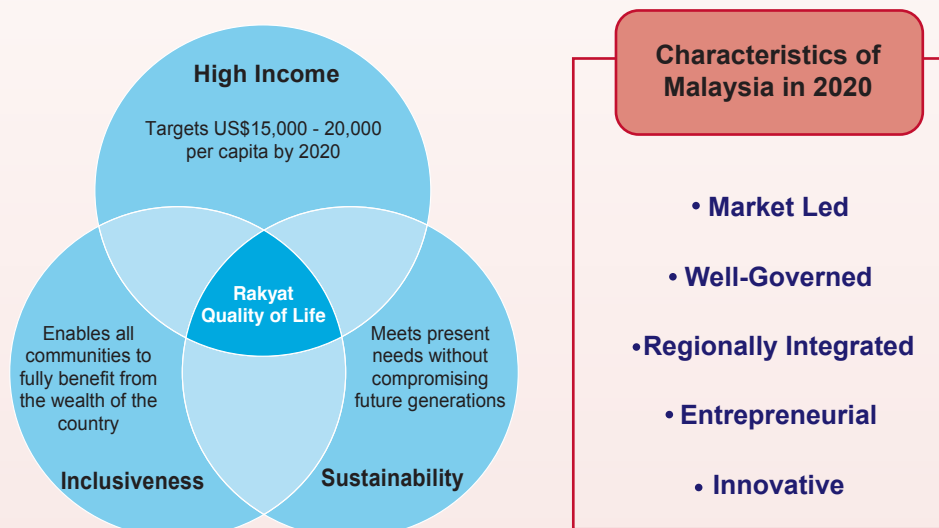 High Income
Targets US$15,000 - 20,000
per capita by 2020
Rakyat
Quality of Life
Enables all
communities to
fully benefit from
the wealth of the
country
Inclusiveness
Meets present
needs without
compromising
future generations
Sustainability
Characteristics of
Malaysia in 2020
• Market Led
• Well-Governed
•Regionally Integrated
• Entrepreneurial
• Innovative